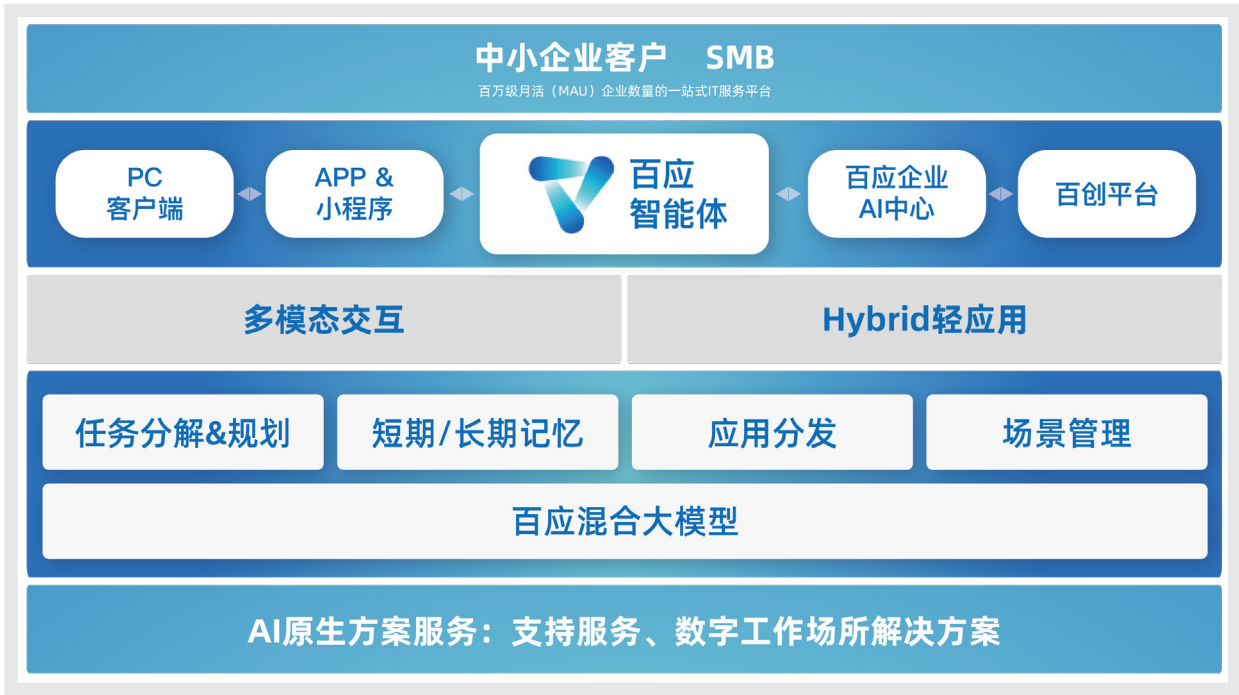 中小企业客户 SMB
百万级月活（MAU）企业数量的一站式IT服务平台
PC
客户端
APP &
小程序
百应
智能体
百应企业
AI中心
百创平台
多模态交互
Hybrid轻应用
任务分解&规划
短期/长期记忆
应用分发
场景管理
百应混合大模型
AI原生方案服务：支持服务、数字工作场所解决方案